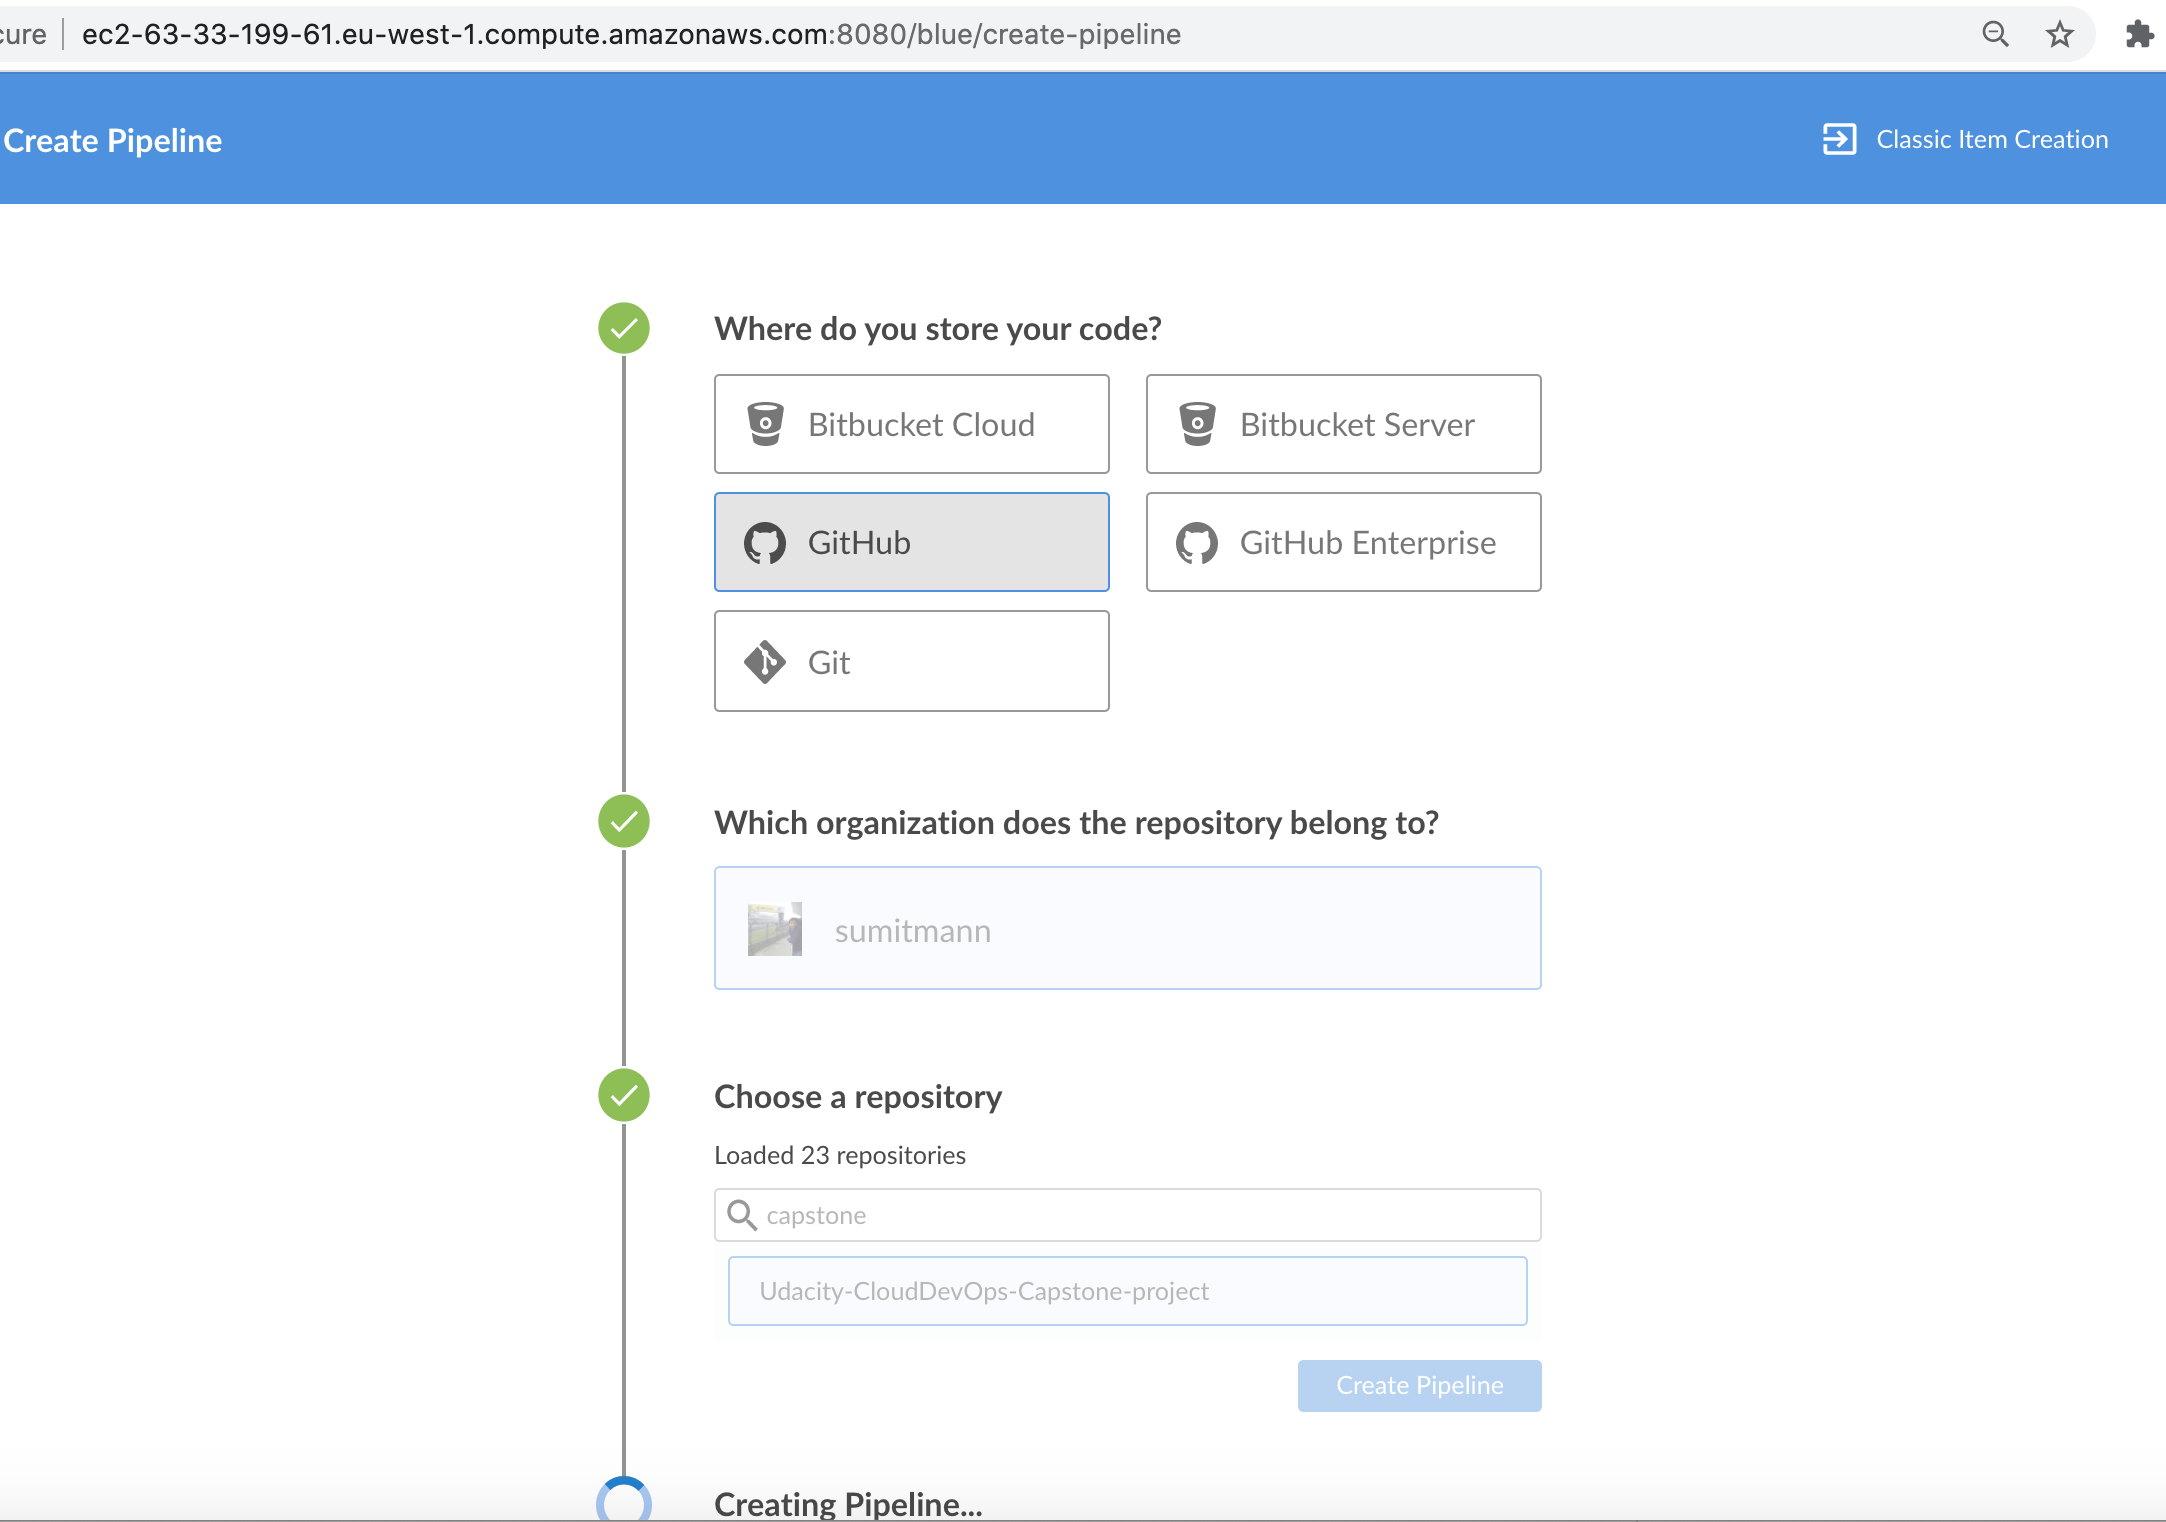 ec2-63-33-199-61.eu-west-1.compute.amazonaws.com:8080/blue/create-pipeline
Create Pipeline
Classic Item Creation
Where do you store your code?
Bitbucket Cloud
Bitbucket Server
GitHub
GitHub Enterprise
Git
Which organization does the repository belong to?
sumitmann
Choose a repository
Loaded 23 repositories
capstone
Udacity-CloudDevOps-Capstone-project
Create Pipeline
Creating Pipeline...